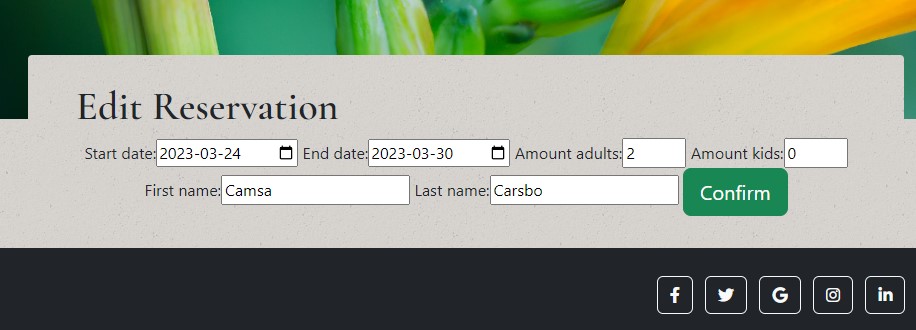 Edit Reservation
Start date: 2023-03-24 End date: 2023-03-30 Amount adults: 2 Amount kids: 0
First name: Camsa Last name: Carsbo Confirm